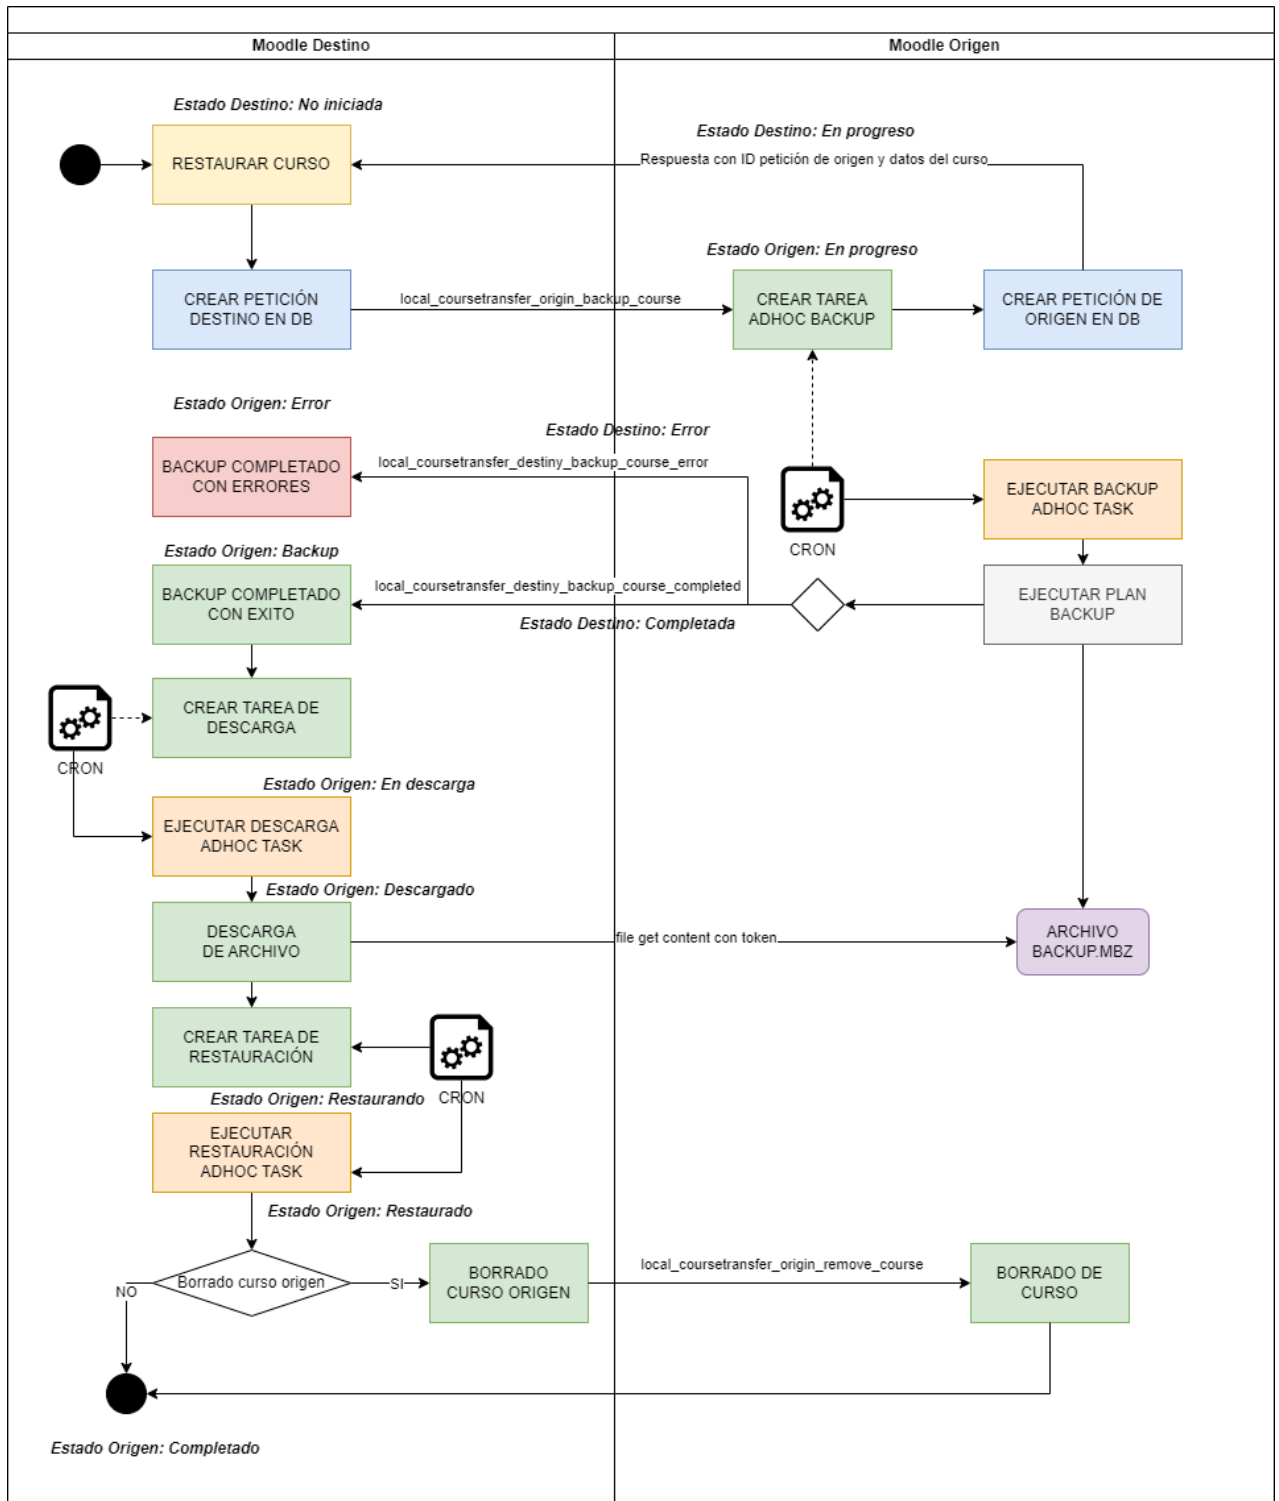 Moodle Destino
Moodle Origen
Estado Destino: No iniciada
Estado Destino: En progreso
RESTAURAR CURSO
Respuesta con ID petición de origen y datos del curso
Estado Origen: En progreso
CREAR PETICIÓN
DESTINO EN DB
local_coursetransfer_origin_backup_course
CREAR TAREA
ADHOC BACKUP
CREAR PETICIÓN DE
ORIGEN EN DB
Estado Origen: Error
Estado Destino: Error
BACKUP COMPLETADO
CON ERRORES
local_coursetransfer_destiny_backup_course_error
CRON
EJECUTAR BACKUP
ADHOC TASK
Estado Origen: Backup
BACKUP COMPLETADO
CON EXITO
local_coursetransfer_destiny_backup_course_completed
Estado Destino: Completada
EJECUTAR PLAN
BACKUP
CREAR TAREA DE
DESCARGA
CRON
Estado Origen: En descarga
EJECUTAR DESCARGA
ADHOC TASK
Estado Origen: Descargado
DESCARGA
DE ARCHIVO
file get content con token
ARCHIVO
BACKUP.MBZ
CREAR TAREA DE
RESTAURACIÓN
CRON
Estado Origen: Restaurando
EJECUTAR
RESTAURACIÓN
ADHOC TASK
Estado Origen: Restaurado
Borrado curso origen
NO
SI
BORRADO
CURSO ORIGEN
local_coursetransfer_origin_remove_course
BORRADO DE
CURSO
Estado Origen: Completado